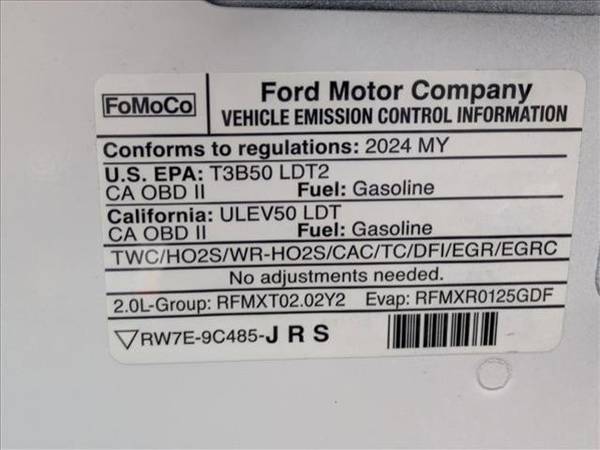 FoMoCo
Ford Motor Company
VEHICLE EMISSION CONTROL INFORMATION
Conforms to regulations: 2024 MY
U.S. EPA: T3B50 LDT2
CA OBD II Fuel: Gasoline
California: ULEV50 LDT
CA OBD II Fuel: Gasoline
TWC/HO2S/WR-HO2S/CAC/TC/DFI/EGR/EGRC
No adjustments needed.
2.0L-Group: RFMXT02.02Y2 Evap: RFMXR0125GDF
▽RW7E-9C485-J R S